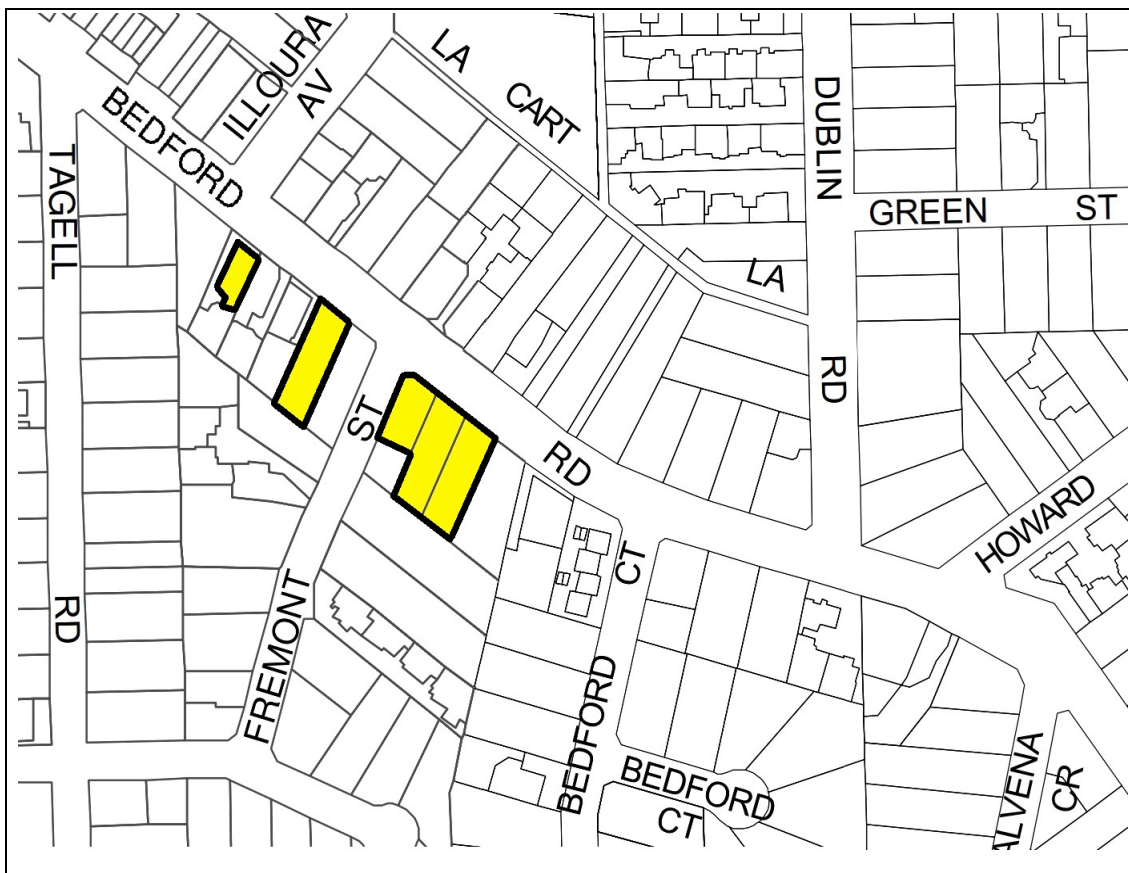 ILLOURA
AV
LA
CART
BEDFORD
DUBLIN
TAGELL
GREEN ST
LA
RD
ST
RD
HOWARD
CT
RD
FREMONT
BEDFORD
BEDFORD
CT
ALVENA
CR